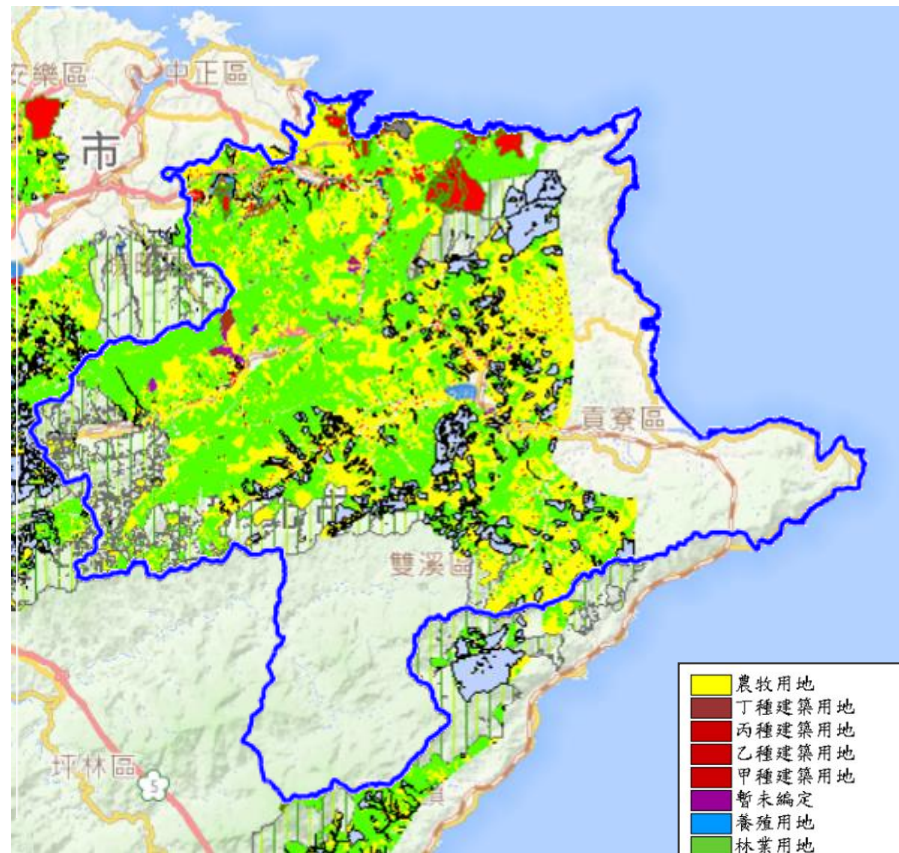 安樂區
中正區
市
貢寮區
雙溪區
坪林區
5
農牧用地
丁種建築用地
丙種建築用地
乙種建築用地
甲種建築用地
暫未編定
養殖用地
林業用地